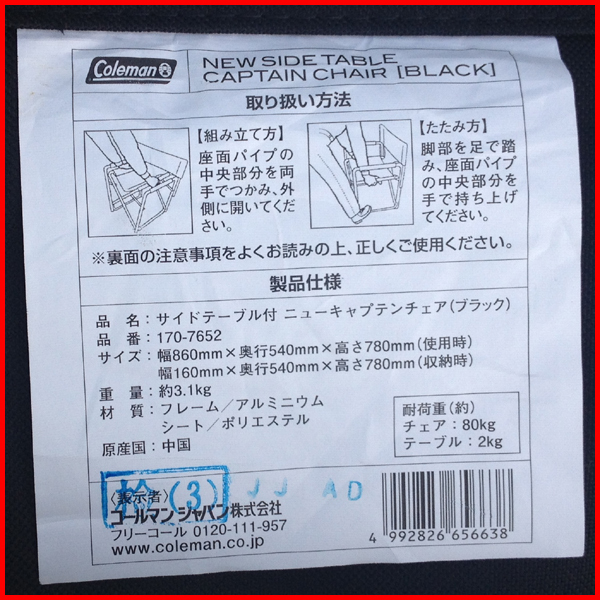 Coleman
NEW SIDE TABLE
CAPTAIN CHAIR [BLACK]
取り扱い方法
【組み立て方】
座面パイプの
中央部分を両
手でつかみ、外
側に開いてくだ
さい。
【たたみ方】
脚部を足で踏
み、座面パイプ
の中央部分を
手で持ち上げ
てください。
※裏面の注意事項をよくお読みの上、正しくご使用ください。
製品仕様
品 名：サイドテーブル付 ニューキャプテンチェア（ブラック）
品 番：170-7652
サイズ：幅860mm×奥行540mm×高さ780mm（使用時）
幅160mm×奥行540mm×高さ780mm（収納時）
重 量：約3.1kg
材 質：フレーム／アルミニウム
シート／ポリエステル
原産国：中国
耐荷重（約）
チェア：80kg
テーブル：2kg
検（3） JJ AD
〈表示者〉
コールマン ジャパン株式会社
フリーコール 0120-111-957
www.coleman.co.jp
4 992826 656638